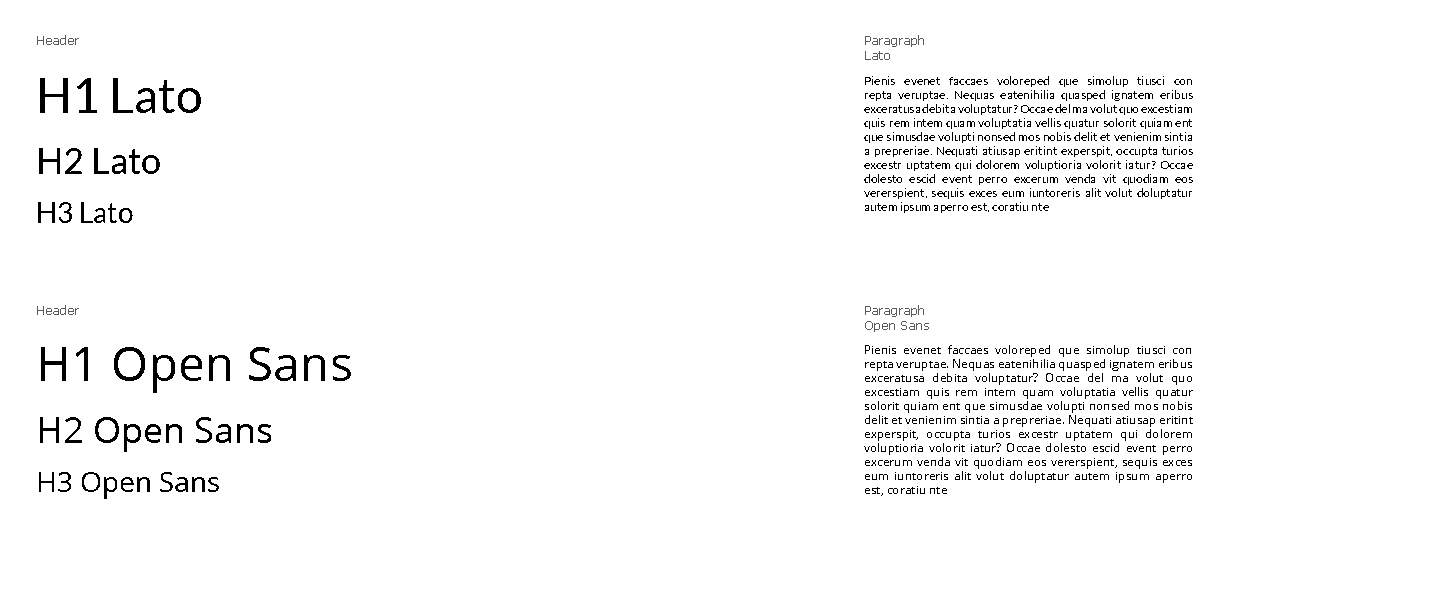 Header
H1 Lato
H2 Lato
H3 Lato
Paragraph
Lato
Pienis evenet faccaes voloreped que simolup tiusci con
repta veruptae. Nequas eatenihilia quasped ignatem eribus
exceratusa debita voluptatur? Occae del ma volut quo excestiam
quis rem intem quam voluptatia vellis quatur solorit quiam ent
que simusdae volupti nonsed mos nobis delit et venienim sintia
a prepreriae. Nequati atiusap eritint experspit, occupta turios
excestr uptatem qui dolorem voluptioria volorit iatur? Occae
dolesto escid event perro excerum venda vit quodiam eos
vererspient, sequis exces eum iuntoreris alit volut doluptatur
autem ipsum aperro est, coratiu nte
Header
H1 Open Sans
H2 Open Sans
H3 Open Sans
Paragraph
Open Sans
Pienis evenet faccaes voloreped que simolup tiusci con
repta veruptae. Nequas eatenihilia quasped ignatem eribus
exceratusa debita voluptatur? Occae del ma volut quo
excestiam quis rem intem quam voluptatia vellis quatur
solorit quiam ent que simusdae volupti nonsed mos nobis
delit et venienim sintia a prepreriae. Nequati atiusap eritint
experspit, occupta turios excestr uptatem qui dolorem
voluptioria volorit iatur? Occae dolesto escid event perro
excerum venda vit quodiam eos vererspient, sequis exces
eum iuntoreris alit volut doluptatur autem ipsum aperro
est, coratiu nte